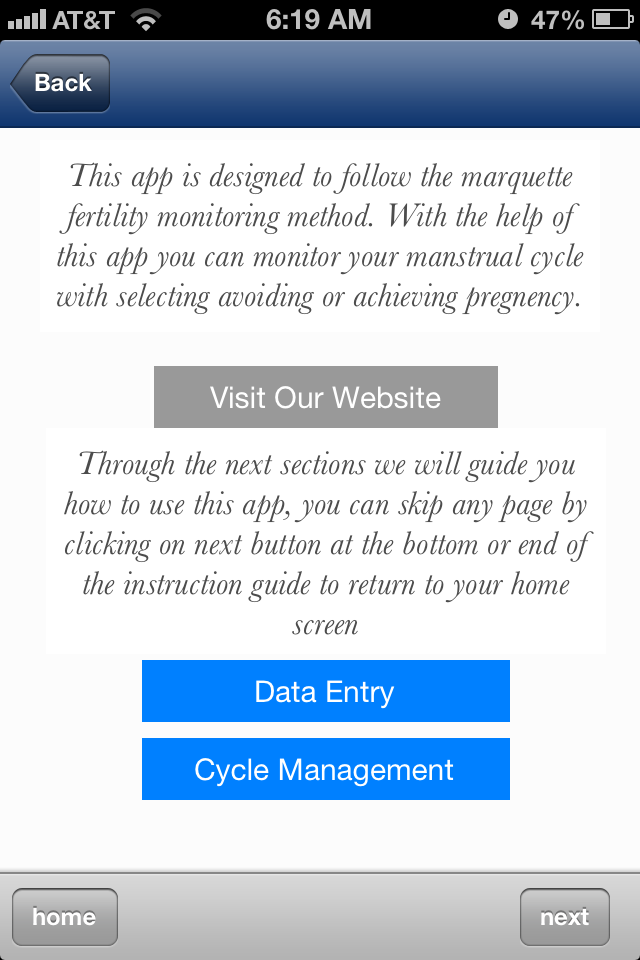 AT&T 6:19 AM 47%
Back
This app is designed to follow the marquette
fertility monitoring method. With the help of
this app you can monitor your manstrual cycle
with selecting avoiding or achieving pregnency.
Visit Our Website
Through the next sections we will guide you
how to use this app, you can skip any page by
clicking on next button at the bottom or end of
the instruction guide to return to your home
screen
Data Entry
Cycle Management
home next